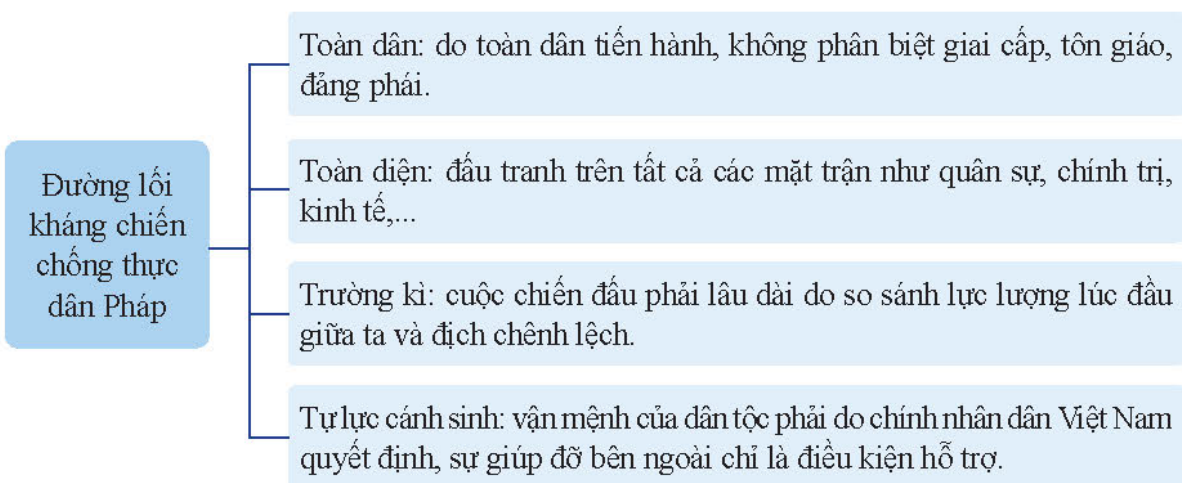 Đường lối
kháng chiến
chống thực
dân Pháp
Toàn dân: do toàn dân tiến hành, không phân biệt giai cấp, tôn giáo,
đảng phái.
Toàn diện: đấu tranh trên tất cả các mặt trận như quân sự, chính trị,
kinh tế,...
Trường kì: cuộc chiến đấu phải lâu dài do so sánh lực lượng lúc đầu
giữa ta và địch chênh lệch.
Tự lực cánh sinh: vận mệnh của dân tộc phải do chính nhân dân Việt Nam
quyết định, sự giúp đỡ bên ngoài chỉ là điều kiện hỗ trợ.